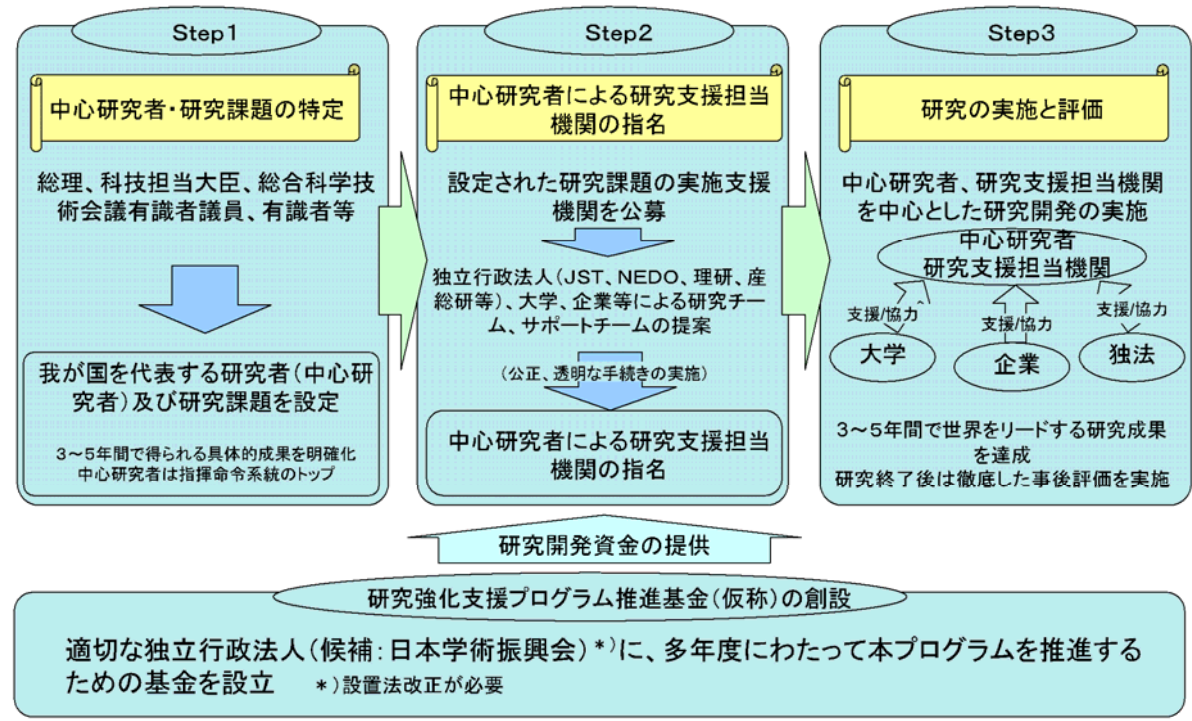 Step1
中心研究者・研究課題の特定
総理、科技担当大臣、総合科学技
術会議有識者議員、有識者等
我が国を代表する研究者(中心研
究者)及び研究課題を設定
3～5年間で得られる具体的成果を明確化
中心研究者は指揮命令系統のトップ
Step2
中心研究者による研究支援担当
機関の指名
設定された研究課題の実施支援
機関を公募
独立行政法人(JST、NEDO、理研、産
総研等)、大学、企業等による研究チー
ム、サポートチームの提案
(公正、透明な手続きの実施)
中心研究者による研究支援担当
機関の指名
Step3
研究の実施と評価
中心研究者、研究支援担当機関
を中心とした研究開発の実施
中心研究者
研究支援担当機関
支援/協力
支援/協力
支援/協力
大学
企業
独法
3～5年間で世界をリードする研究成果
を達成
研究終了後は徹底した事後評価を実施
研究開発資金の提供
研究強化支援プログラム推進基金(仮称)の創設
適切な独立行政法人(候補:日本学術振興会)*)に、多年度にわたって本プログラムを推進する
ための基金を設立 *)設置法改正が必要